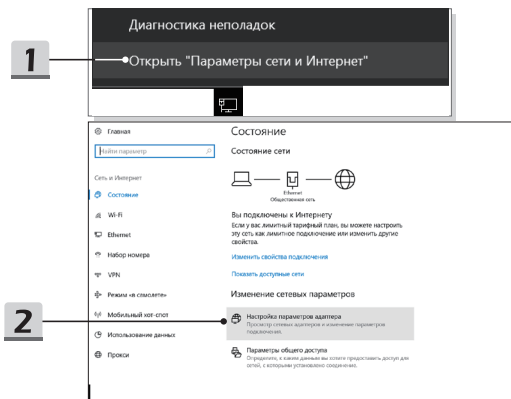 Диагностика неполадок
1
Открыть "Параметры сети и Интернет"
Главная
Найти параметр
Сеть и Интернет
Состояние
Wi-Fi
Ethernet
Набор номера
VPN
Режим «в самолете»
Мобильный хот-спот
Использование данных
Прокси
Состояние
Состояние сети
Ethernet
Общественная сеть
Вы подключены к Интернету
Если у вас лимитный тарифный план, вы можете настроить
эту сеть как лимитное подключение или изменить другие
свойства.
Изменить свойства подключения
Показать доступные сети
Изменение сетевых параметров
2
Настройка параметров адаптера
Просмотр сетевых адаптеров и изменение параметров
подключения.
Параметры общего доступа
Определите, к каким данным вы хотите предоставить доступ для
сетей, с которыми установлено соединение.